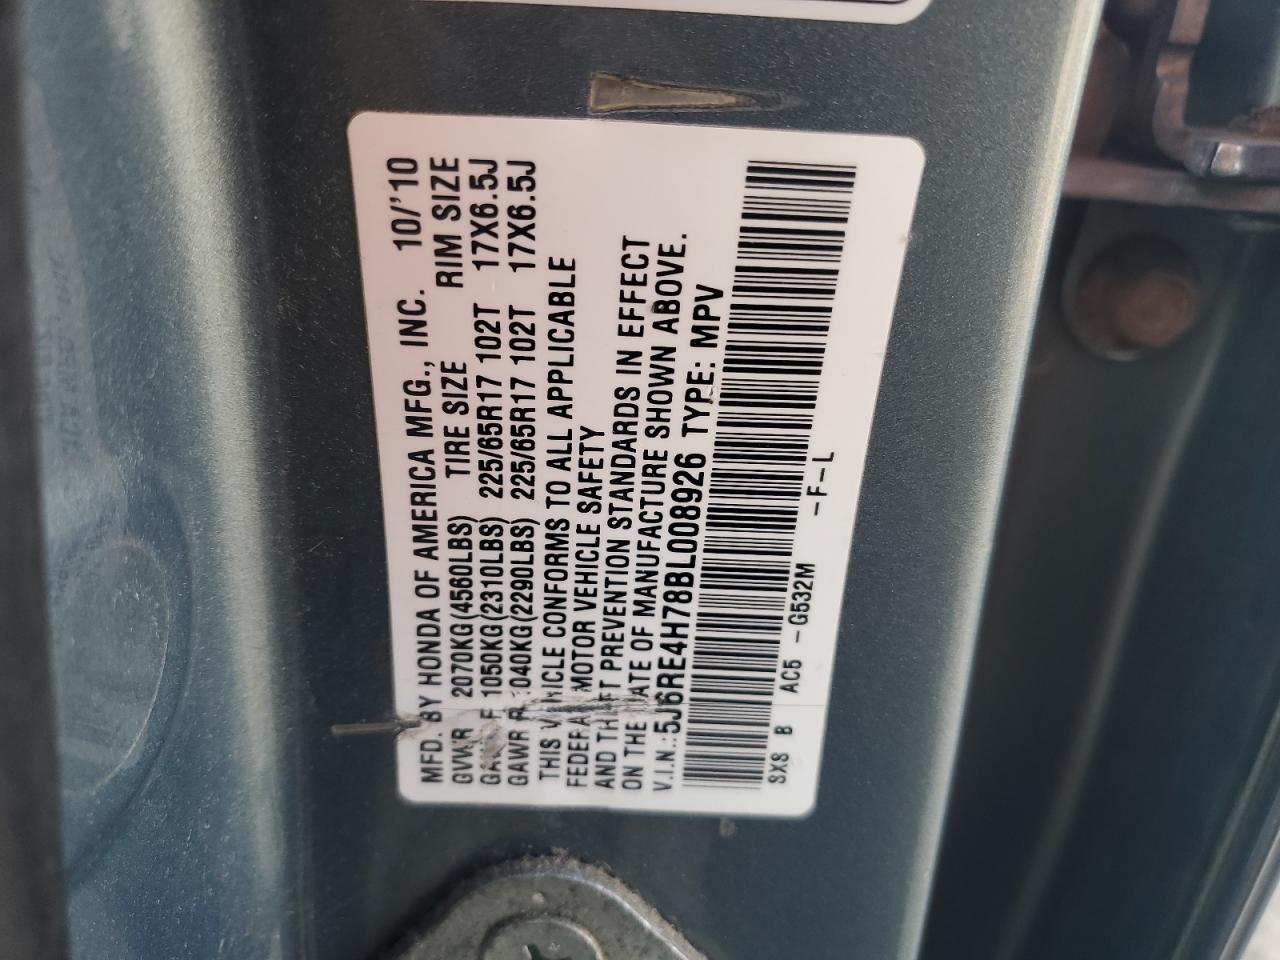 MFD. BY HONDA OF AMERICA MFG., INC. 10/'10
GVWR 2070KG(4560LBS) TIRE SIZE RIM SIZE
F 1050KG(2310LBS) 225/65R17 102T 17X6.5J
GAWR R 1040KG(2290LBS) 225/65R17 102T 17X6.5J
THIS VEHICLE CONFORMS TO ALL APPLICABLE
FEDERAL MOTOR VEHICLE SAFETY
AND THEFT PREVENTION STANDARDS IN EFFECT
ON THE DATE OF MANUFACTURE SHOWN ABOVE.
V.I.N.:5J6RE4H78BL008926 TYPE: MPV
SXS B AC5 -G532M -F-L